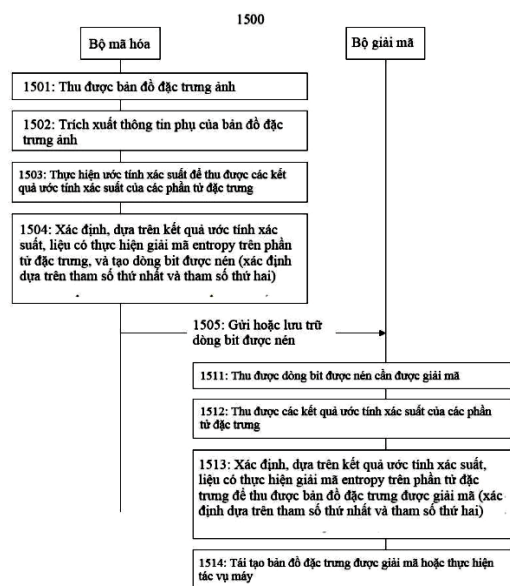 1500
Bộ mã hóa
Bộ giải mã
1501: Thu được bản đồ đặc trưng ảnh
1502: Trích xuất thông tin phụ của bản đồ đặc
trưng ảnh
1503: Thực hiện ước tính xác suất để thu được các kết
quả ước tính xác suất của các phần tử đặc trưng
1504: Xác định, dựa trên kết quả ước tính xác
suất, liệu có thực hiện giải mã entropy trên phần
tử đặc trưng, và tạo dòng bit được nén (xác định
dựa trên tham số thứ nhất và tham số thứ hai)
1505: Gửi hoặc lưu trữ
dòng bit được nén
1511: Thu được dòng bit được nén cần được giải mã
1512: Thu được các kết quả ước tính xác suất của các phần
tử đặc trưng
1513: Xác định, dựa trên kết quả ước tính xác suất,
liệu có thực hiện giải mã entropy trên phần tử đặc
trưng để thu được bản đồ đặc trưng được giải mã (xác
định dựa trên tham số thứ nhất và tham số thứ hai)
1514: Tái tạo bản đồ đặc trưng được giải mã hoặc thực hiện
tác vụ máy